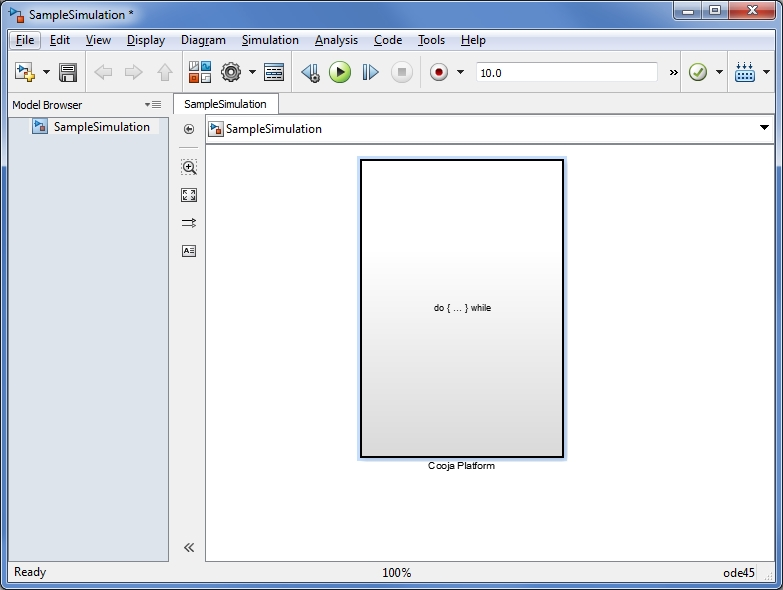 SampleSimulation *
File Edit View Display Diagram Simulation Analysis Code Tools Help
10.0 »
Model Browser
SampleSimulation
SampleSimulation
SampleSimulation
do { ... } while
Cooja Platform
Ready 100% ode45